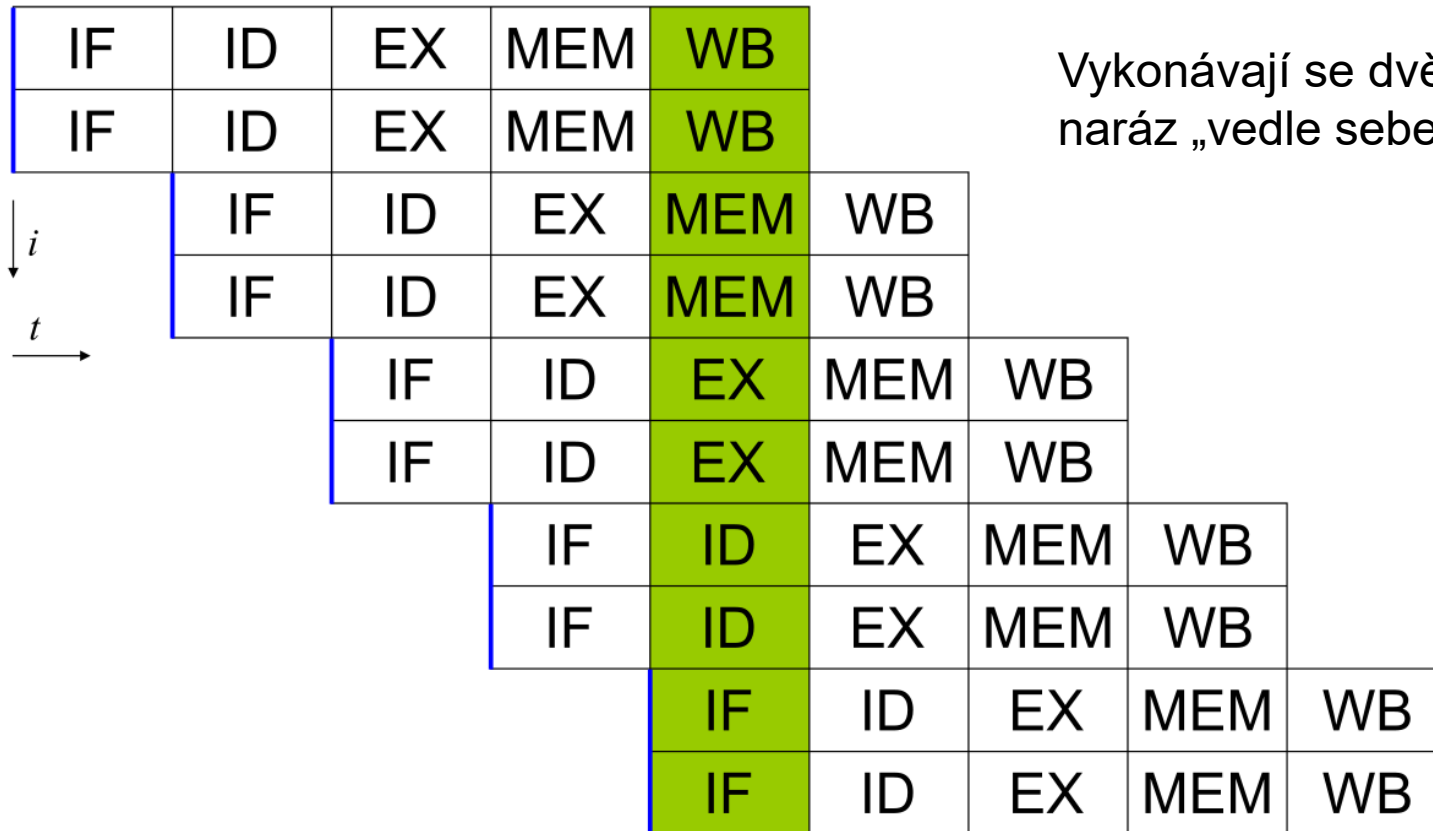 IF ID EX MEM WB
Vykonávají se dvě
IF ID EX MEM WB
naráz „vedle sebe
IF ID EX MEM WB
i
IF ID EX MEM WB
t
IF ID EX MEM WB
IF ID EX MEM WB
IF ID EX MEM WB
IF ID EX MEM WB
IF ID EX MEM WB
IF ID EX MEM WB